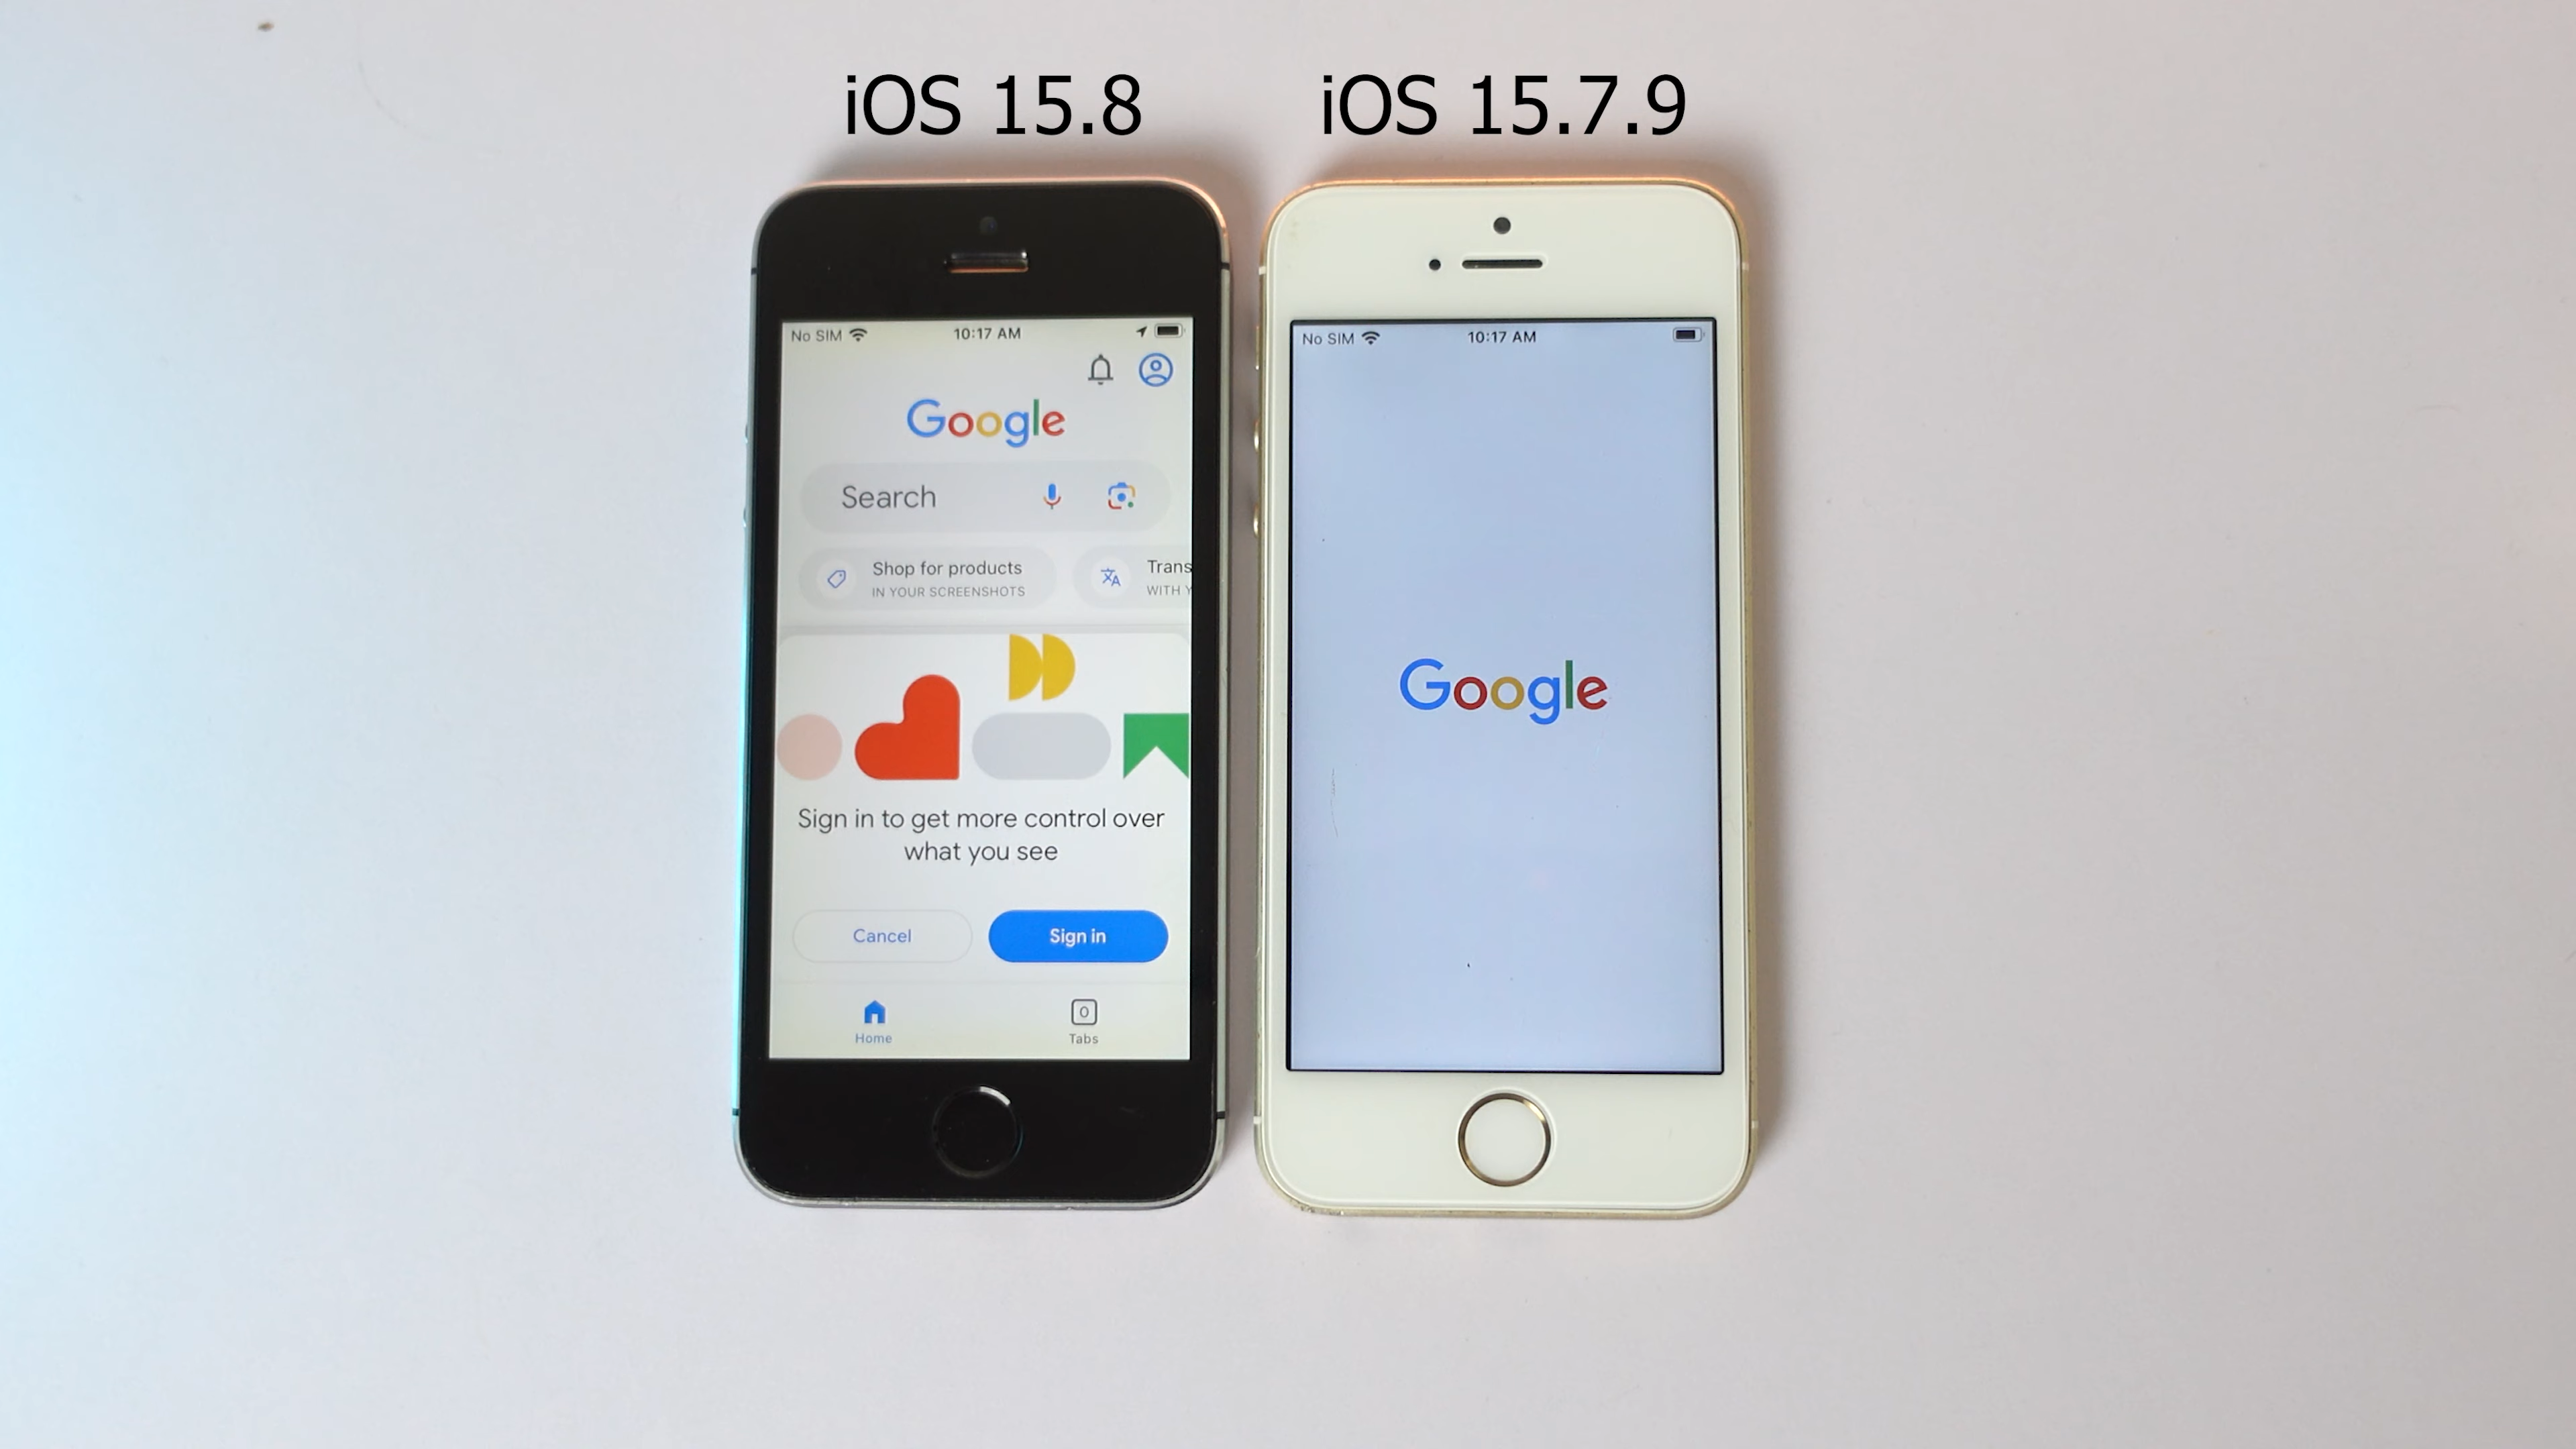 iOS 15.8
iOS 15.7.9
No SIM
10:17 AM
Google
Search
Shop for products
IN YOUR SCREENSHOTS
Trans
WITH Y
Sign in to get more control over
what you see
Cancel
Sign in
Home
0
Tabs
No SIM
10:17 AM
Google